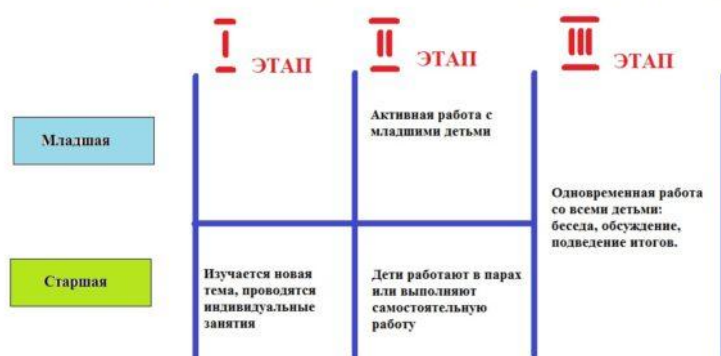 I ЭТАП
II ЭТАП
III ЭТАП
Младшая
Активная работа с
младшими детьми
Одновременная работа
со всеми детьми:
беседа, обсуждение,
подведение итогов.
Старшая
Изучается новая
тема, проводятся
индивидуальные
занятия
Дети работают в парах
или выполняют
самостоятельную
работу